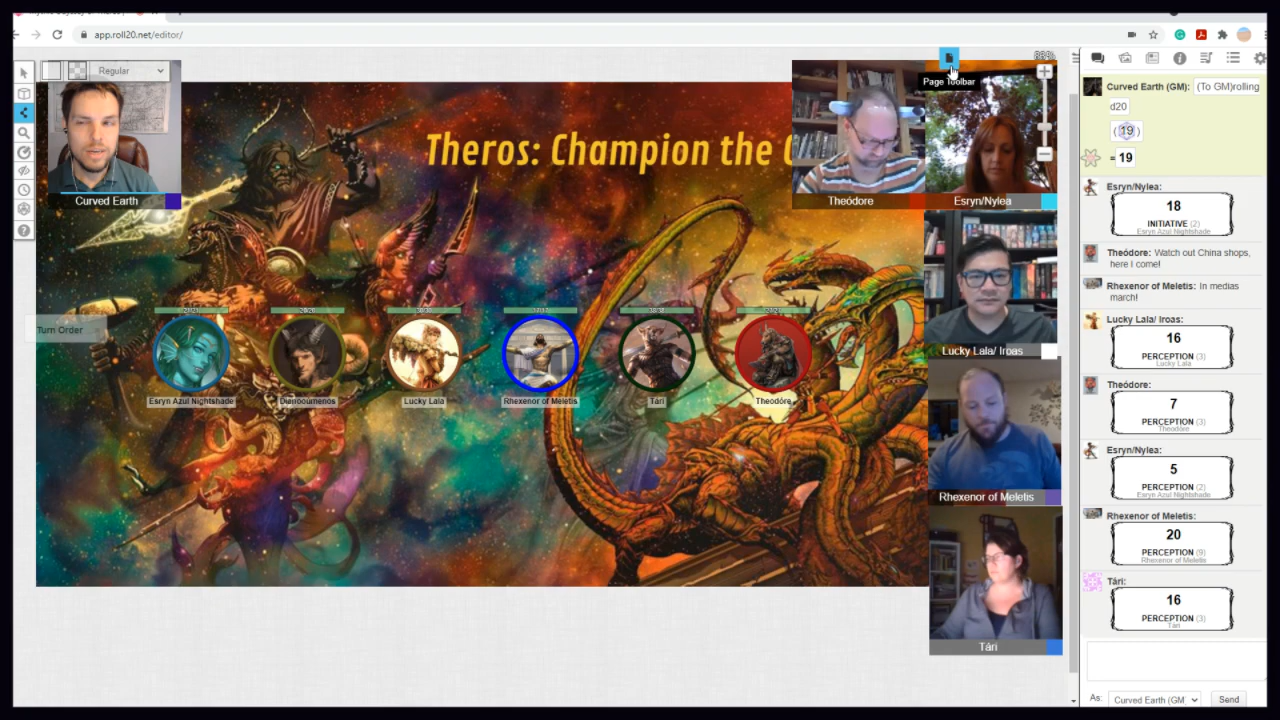 app.roll20.net/editor/
Regular
Page Toolbar
Theros: Champion the
Curved Earth
Theódore
Esryn/Nylea
Lucky Lala/ Iroas
Rhexenor of Meletis
Tári
Turn Order
Esryn Azul Nightshade
Lucky Lala
Rhexenor of Meletis
Tári
Theodóre
Curved Earth (GM): (To GM)rolling
d20
(19)
= 19
Esryn/Nylea:
18
INITIATIVE (2)
Esryn Azul Nightshade
Theódore: Watch out China shops,
here I come!
Rhexenor of Meletis: In medias
march!
Lucky Lala/ Iroas:
16
PERCEPTION (3)
Lucky Lala
Theódore:
7
PERCEPTION (3)
Theodóre
Esryn/Nylea:
5
PERCEPTION (2)
Esryn Azul Nightshade
Rhexenor of Meletis:
20
PERCEPTION (9)
Rhexenor of Meletis
Tári:
16
PERCEPTION (3)
Tári
As:
Curved Earth (GM
Send